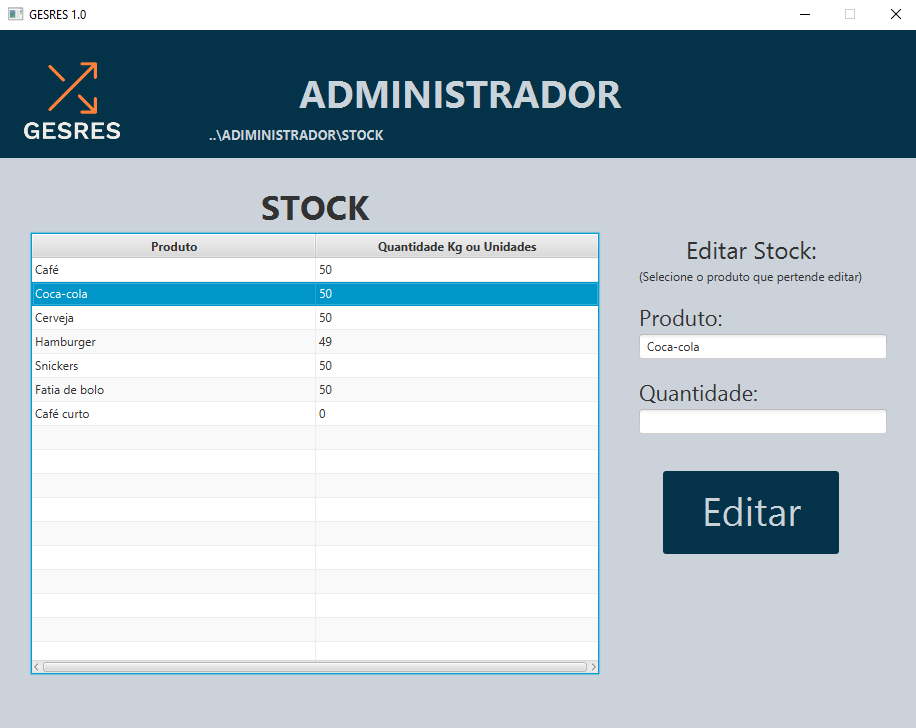 GESRES 1.0
ADMINISTRADOR
GESRES
..\ADIMINISTRADOR\STOCK
STOCK
Produto Quantidade Kg ou Unidades
Café 50
Coca-cola 50
Cerveja 50
Hamburger 49
Snickers 50
Fatia de bolo 50
Café curto 0
Editar Stock:
(Selecione o produto que pertende editar)
Produto:
Coca-cola
Quantidade:
Editar